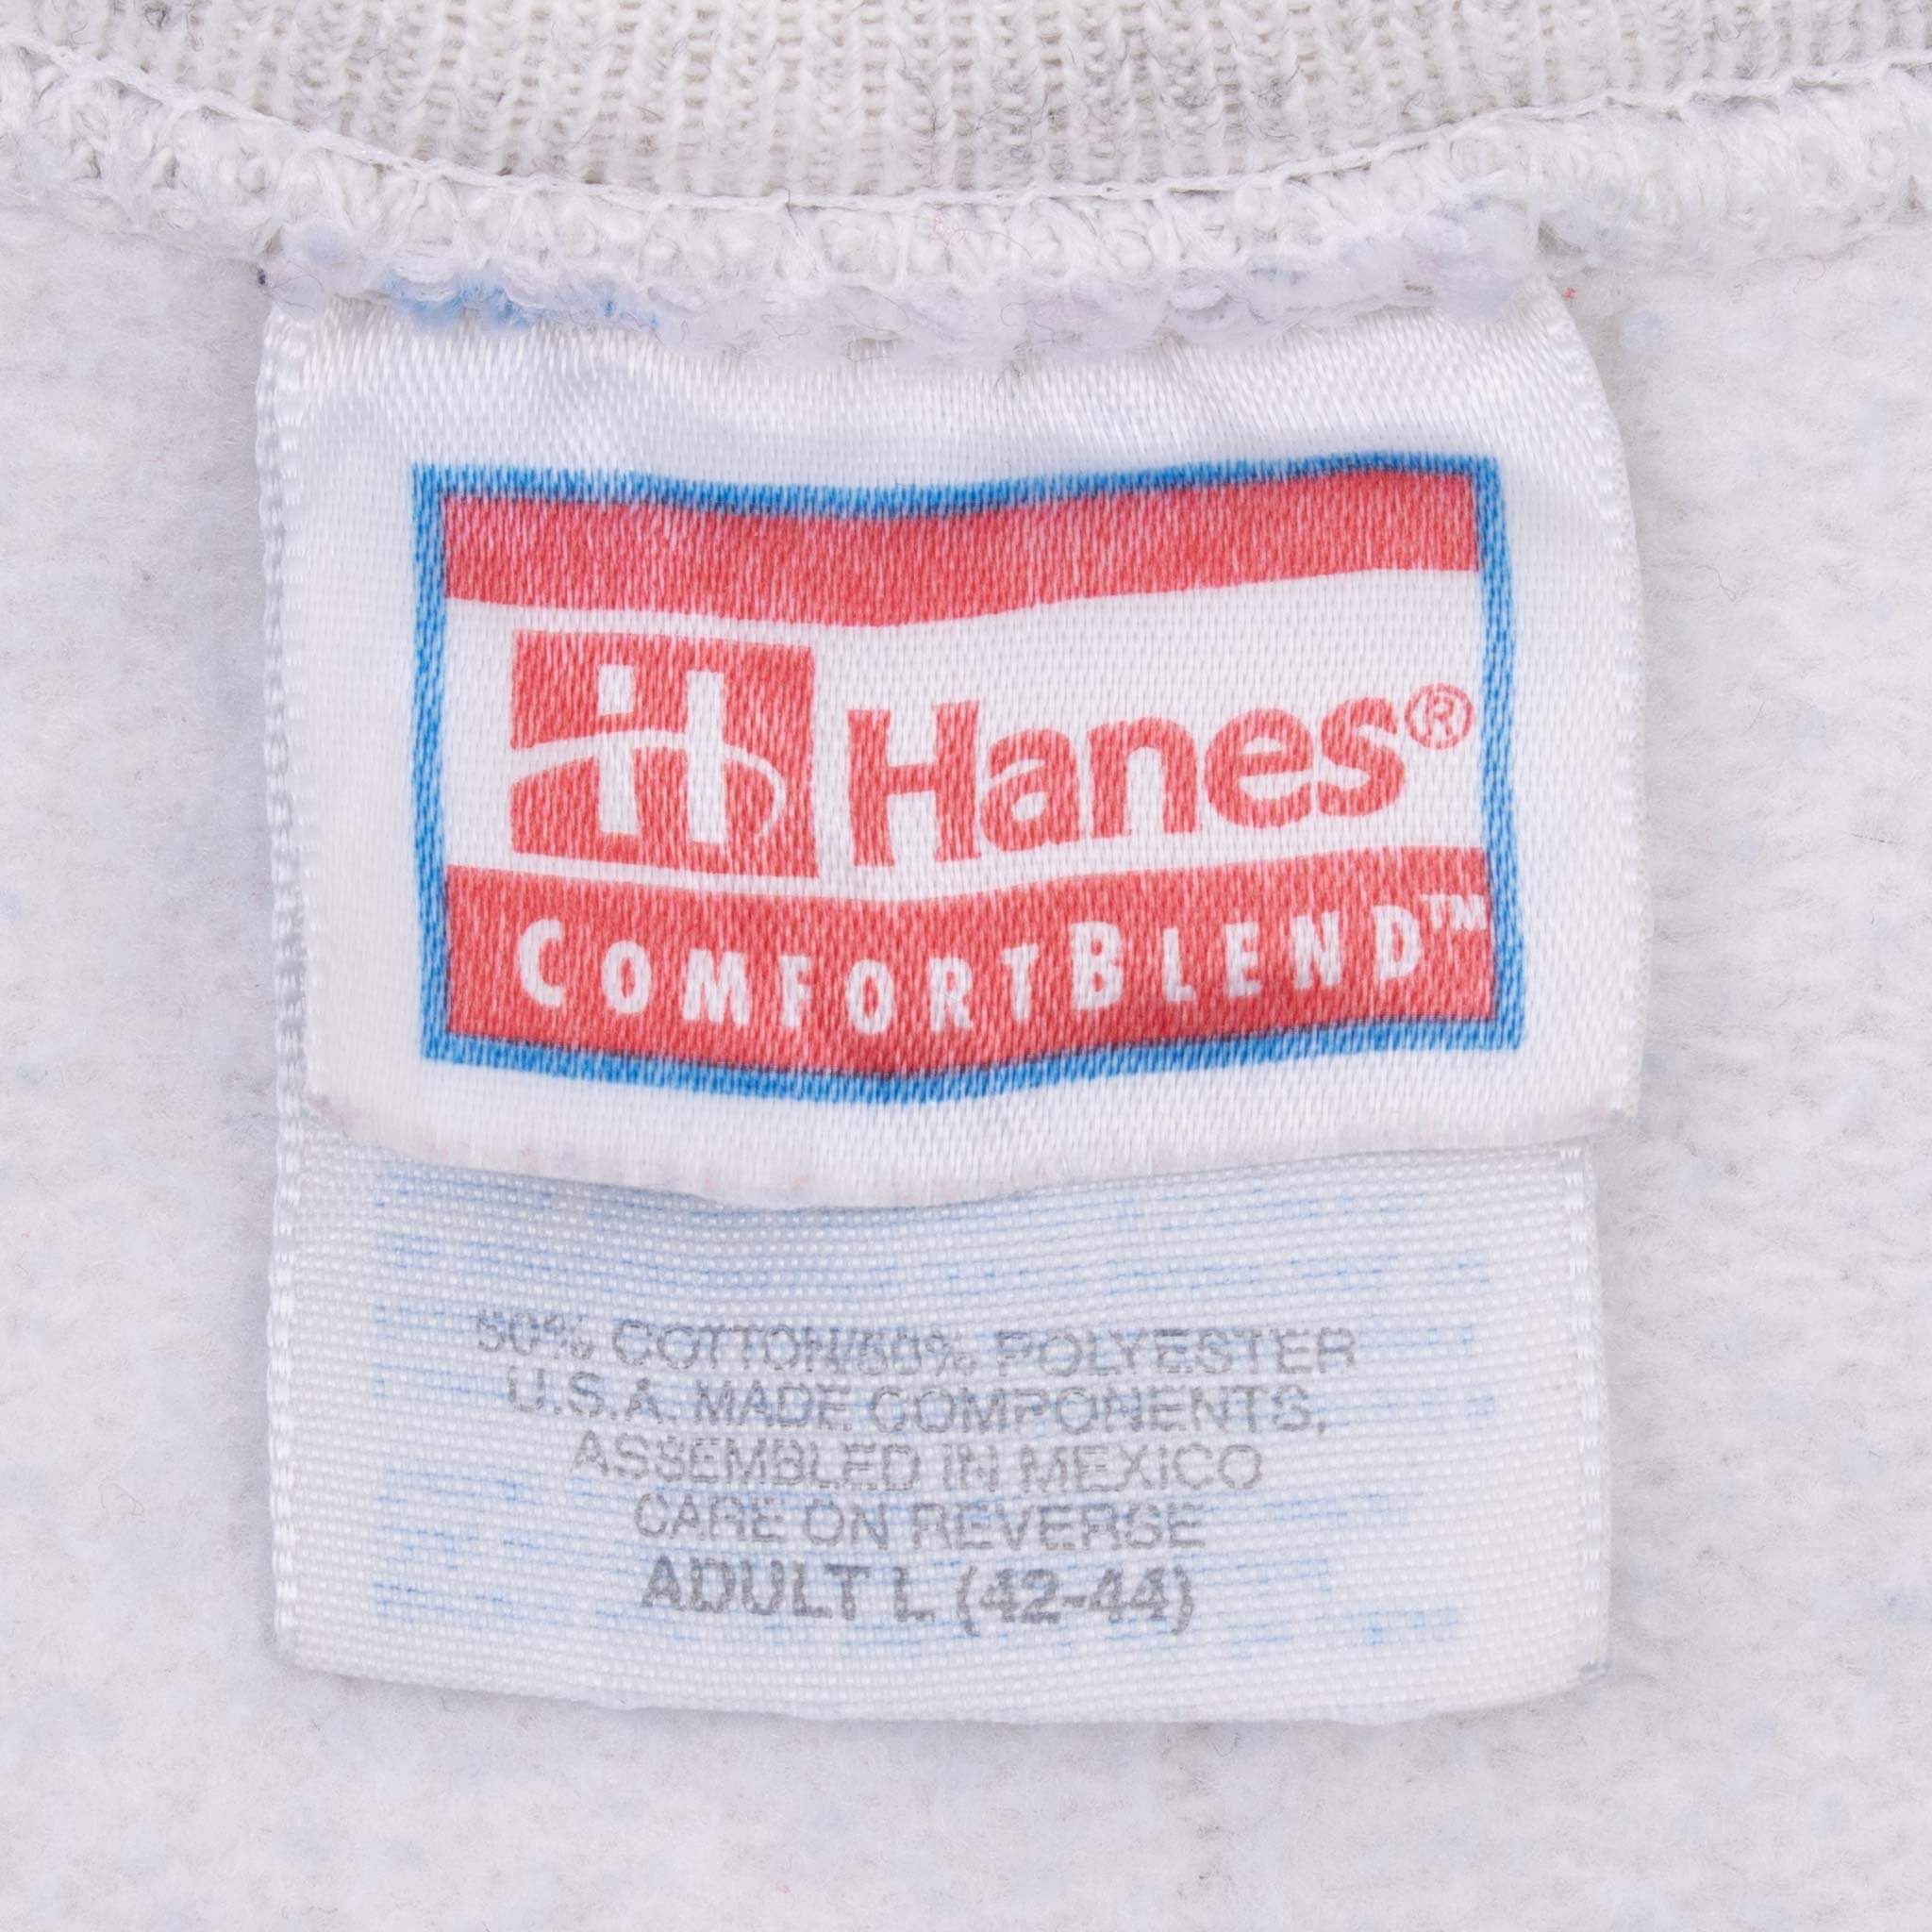 Hanes®
COMFORTBLEND™
50% COTTON/50% POLYESTER
U.S.A. MADE COMPONENTS,
ASSEMBLED IN MEXICO
CARE ON REVERSE
ADULT L (42-44)